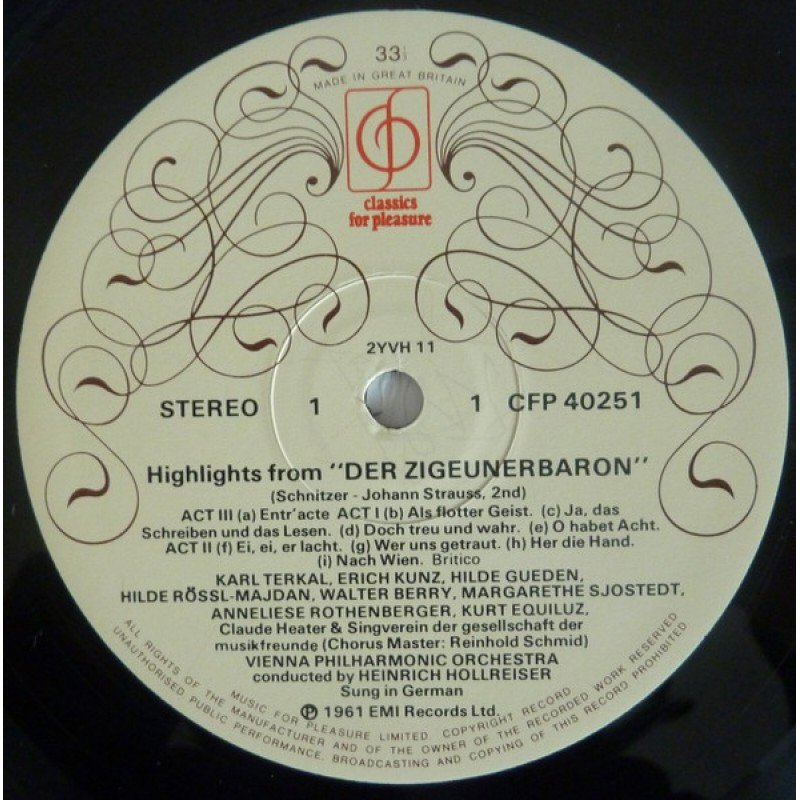 33⅓
MADE IN GREAT BRITAIN
classics
for pleasure
2YVH 11
STEREO 1 1 CFP 40251
Highlights from "DER ZIGEUNERBARON"
(Schnitzer - Johann Strauss, 2nd)
ACT III (a) Entr'acte ACT I (b) Als flotter Geist. (c) Ja, das
Schreiben und das Lesen. (d) Doch treu und wahr. (e) O habet Acht.
ACT II (f) Ei, ei, er lacht. (g) Wer uns getraut. (h) Her die Hand.
(i) Nach Wien. Britico
KARL TERKAL, ERICH KUNZ, HILDE GUEDEN,
HILDE RÖSSL-MAJDAN, WALTER BERRY, MARGARETHE SJOSTEDT,
ANNELIESE ROTHENBERGER, KURT EQUILUZ,
Claude Heater & Singverein der gesellschaft der
musikfreunde (Chorus Master: Reinhold Schmid)
VIENNA PHILHARMONIC ORCHESTRA
conducted by HEINRICH HOLLREISER
Sung in German
℗ 1961 EMI Records Ltd.
MUSIC FOR PLEASURE LIMITED. COPYRIGHT RECORD
ALL RIGHTS OF THE MANUFACTURER AND OF THE OWNER OF THE RECORDED WORK RESERVED
UNAUTHORISED PUBLIC PERFORMANCE, BROADCASTING AND COPYING OF THIS RECORD PROHIBITED